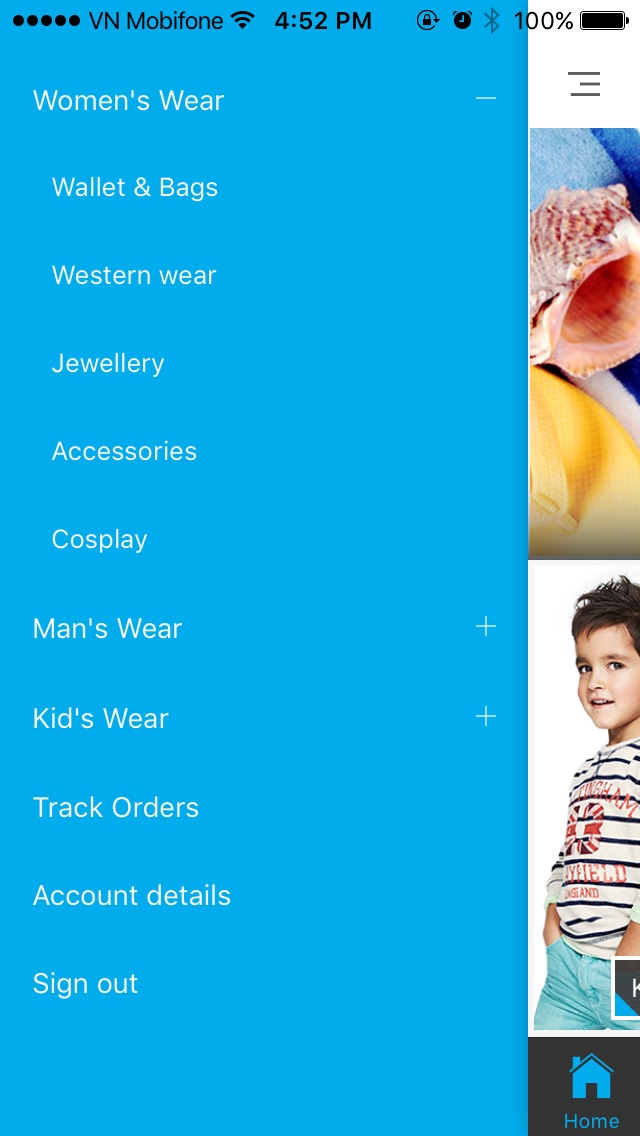 VN Mobifone 4:52 PM 100%
Women's Wear
Wallet & Bags
Western wear
Jewellery
Accessories
Cosplay
Man's Wear
Kid's Wear
Track Orders
Account details
Sign out
ENGLAND
K
Home